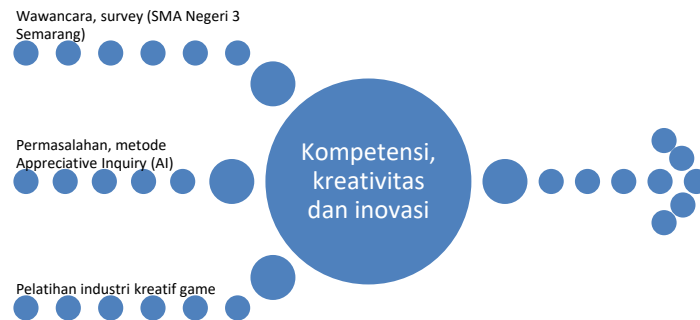 Wawancara, survey (SMA Negeri 3
Semarang)
Permasalahan, metode
Appreciative Inquiry (AI)
Pelatihan industri kreatif game
Kompetensi,
kreativitas
dan inovasi